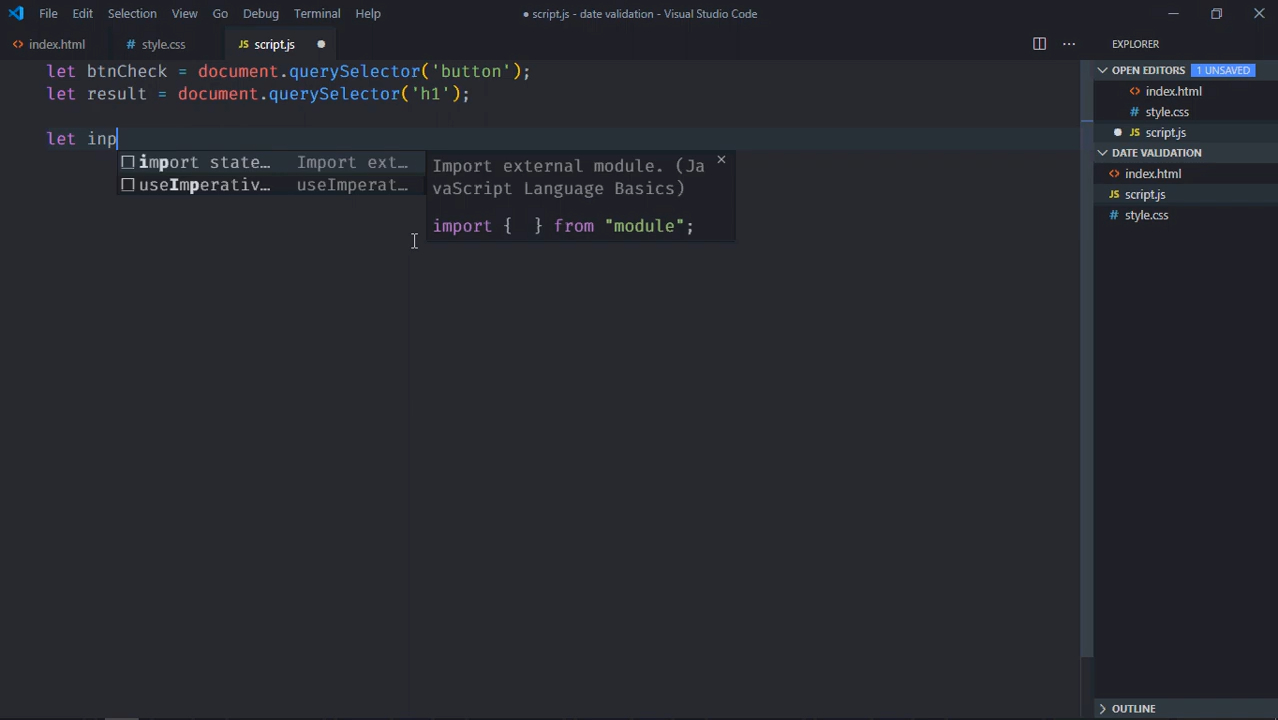 File Edit Selection View Go Debug Terminal Help
● script.js - date validation - Visual Studio Code
<> index.html
# style.css
JS script.js ●
EXPLORER
let btnCheck = document.querySelector('button');
let result = document.querySelector('h1');
let inp
import state… Import ext…
useImperativ… useImperat…
Import external module. (Ja
vaScript Language Basics)
import {  } from "module";
OPEN EDITORS 1 UNSAVED
<> index.html
# style.css
● JS script.js
DATE VALIDATION
<> index.html
JS script.js
# style.css
OUTLINE